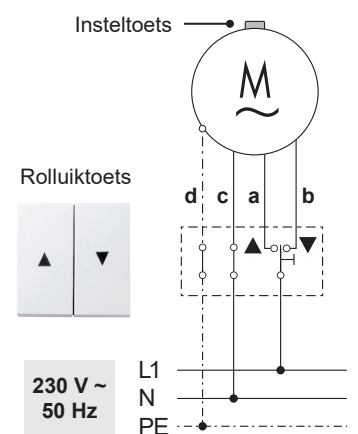 Insteltoets
M
~
Rolluiktoets
d c a b
▲ ▼
▲ ▼
L1
230 V ~
N
50 Hz
PE